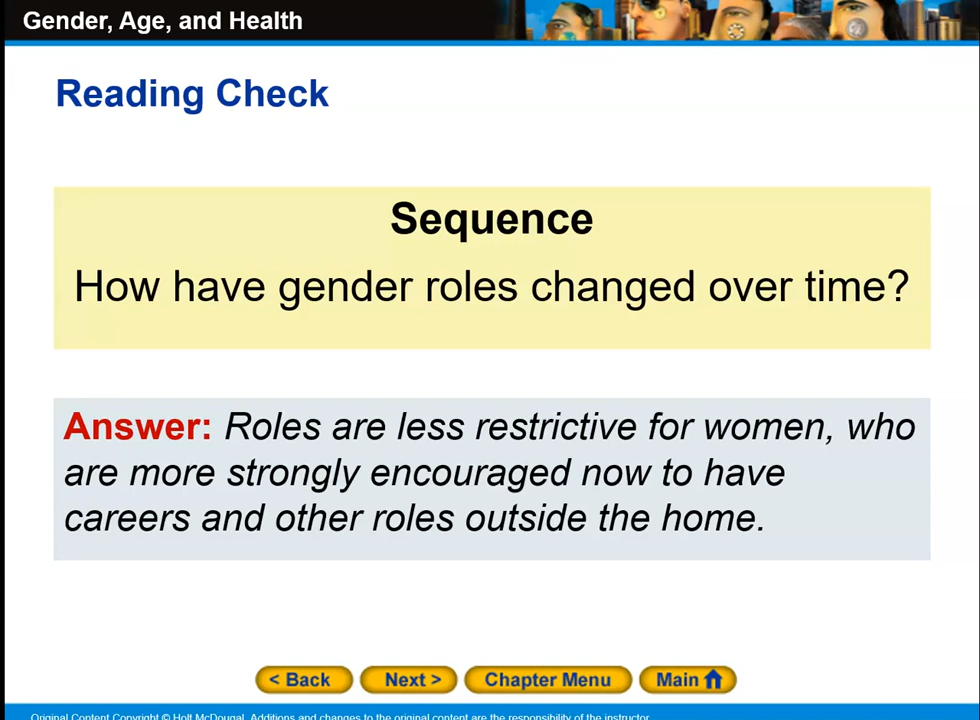 Gender, Age, and Health
Reading Check
Sequence
How have gender roles changed over time?
Answer: Roles are less restrictive for women, who
are more strongly encouraged now to have
careers and other roles outside the home.
< Back
Next >
Chapter Menu
Main
Original Content Copyright © Holt McDougal. Additions and changes to the original content are the responsibility of the instructor.